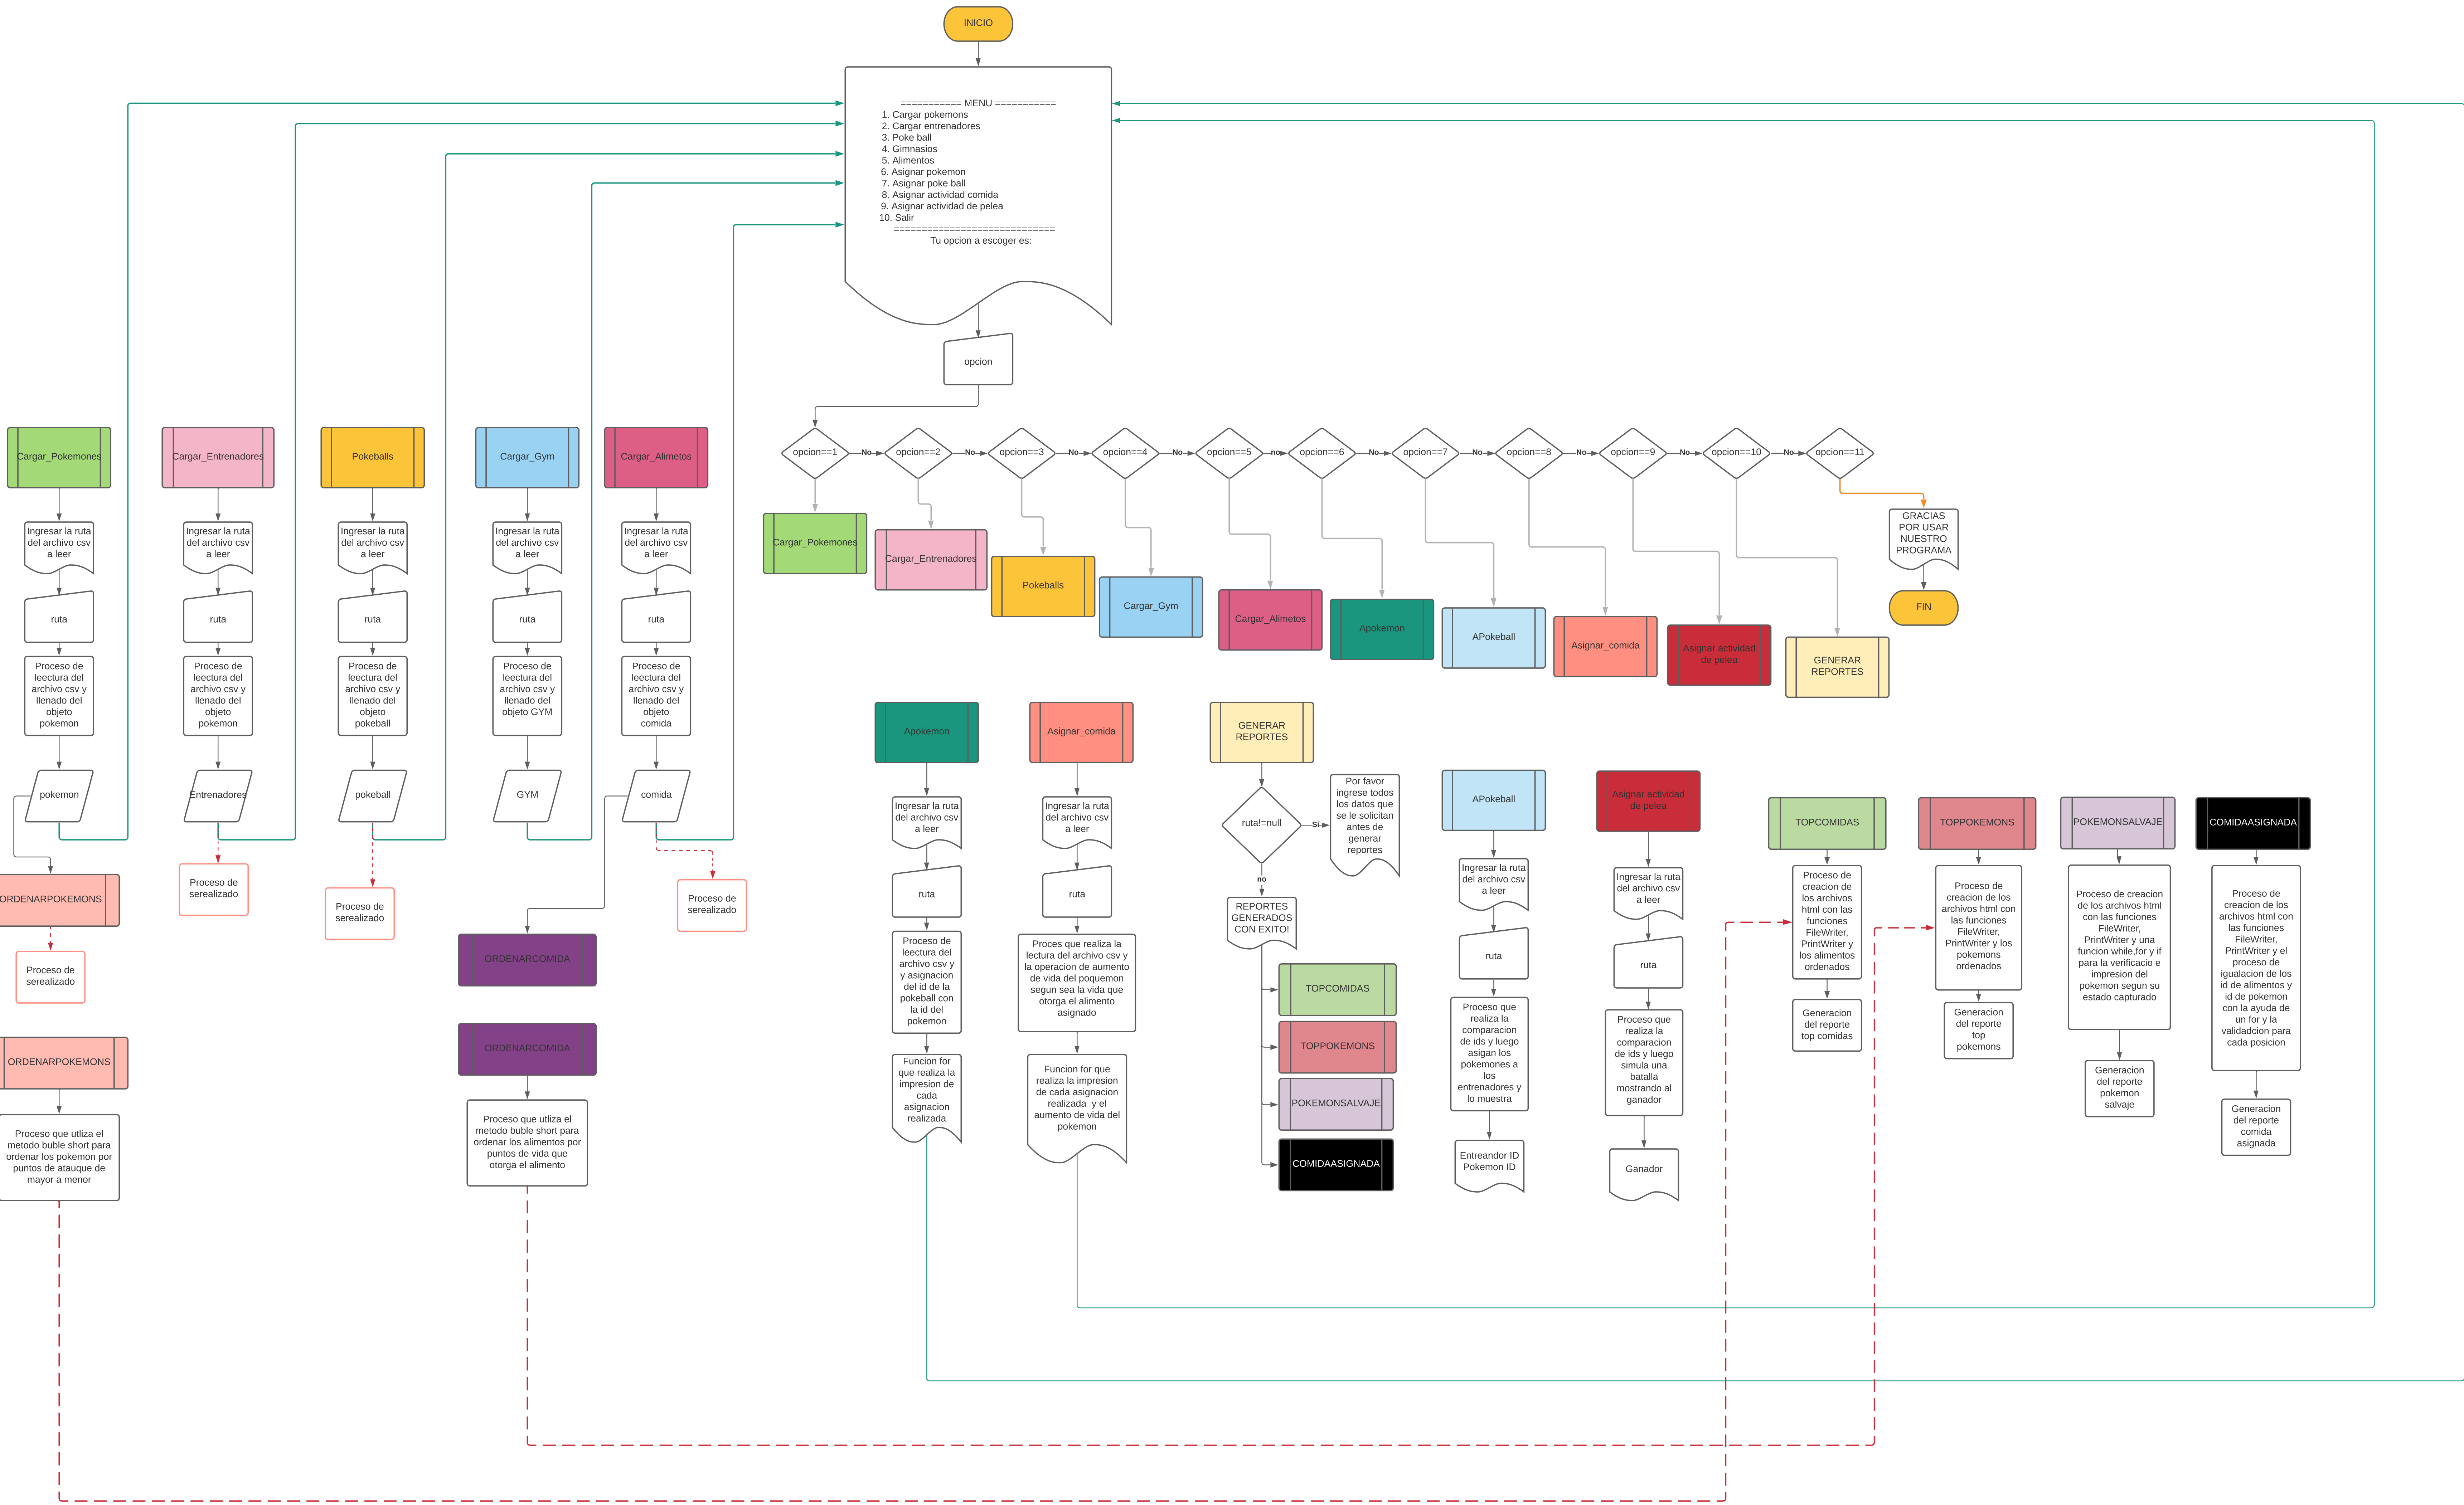 INICIO
=========== MENU ===========
1. Cargar pokemons
2. Cargar entrenadores
3. Poke ball
4. Gimnasios
5. Alimentos
6. Asignar pokemon
7. Asignar poke ball
8. Asignar actividad comida
9. Asignar actividad de pelea
10. Salir
=============================
Tu opcion a escoger es:
opcion
opcion==1
No
opcion==2
No
opcion==3
No
opcion==4
No
opcion==5
no
opcion==6
No
opcion==7
No
opcion==8
No
opcion==9
No
opcion==10
No
opcion==11
Cargar_Pokemones
Cargar_Entrenadores
Pokeballs
Cargar_Gym
Cargar_Alimetos
Apokemon
APokeball
Asignar_comida
Asignar actividad
de pelea
GENERAR
REPORTES
GRACIAS
POR USAR
NUESTRO
PROGRAMA
FIN
Cargar_Pokemones
Ingresar la ruta
del archivo csv
a leer
ruta
Proceso de
leectura del
archivo csv y
llenado del
objeto
pokemon
pokemon
ORDENARPOKEMONS
Proceso de
serealizado
ORDENARPOKEMONS
Proceso que utliza el
metodo buble short para
ordenar los pokemon por
puntos de atauque de
mayor a menor
Cargar_Entrenadores
Ingresar la ruta
del archivo csv
a leer
ruta
Proceso de
leectura del
archivo csv y
llenado del
objeto
pokemon
Entrenadores
Proceso de
serealizado
Pokeballs
Ingresar la ruta
del archivo csv
a leer
ruta
Proceso de
leectura del
archivo csv y
llenado del
objeto
pokeball
pokeball
Proceso de
serealizado
Cargar_Gym
Ingresar la ruta
del archivo csv
a leer
ruta
Proceso de
leectura del
archivo csv y
llenado del
objeto GYM
GYM
Cargar_Alimetos
Ingresar la ruta
del archivo csv
a leer
ruta
Proceso de
leectura del
archivo csv y
llenado del
objeto
comida
comida
Proceso de
serealizado
ORDENARCOMIDA
ORDENARCOMIDA
Proceso que utliza el
metodo buble short para
ordenar los alimentos por
puntos de vida que
otorga el alimento
Apokemon
Ingresar la ruta
del archivo csv
a leer
ruta
Proceso de
leectura del
archivo csv y
y asignacion
del id de la
pokeball con
la id del
pokemon
Funcion for
que realiza la
impresion de
cada
asignacion
realizada
Asignar_comida
Ingresar la ruta
del archivo csv
a leer
ruta
Proces que realiza la
lectura del archivo csv y
la operacion de aumento
de vida del poquemon
segun sea la vida que
otorga el alimento
asignado
Funcion for que
realiza la impresion
de cada asignacion
realizada y el
aumento de vida del
pokemon
GENERAR
REPORTES
ruta!=null
Si
Por favor
ingrese todos
los datos que
se le solicitan
antes de
generar
reportes
no
REPORTES
GENERADOS
CON EXITO!
TOPCOMIDAS
TOPPOKEMONS
POKEMONSALVAJE
COMIDAASIGNADA
APokeball
Ingresar la ruta
del archivo csv
a leer
ruta
Proceso que
realiza la
comparacion
de ids y luego
asigan los
pokemones a
los
entrenadores y
lo muestra
Entreandor ID
Pokemon ID
Asignar actividad
de pelea
Ingresar la ruta
del archivo csv
a leer
ruta
Proceso que
realiza la
comparacion
de ids y luego
simula una
batalla
mostrando al
ganador
Ganador
TOPCOMIDAS
Proceso de
creacion de
los archivos
html con las
funciones
FileWriter,
PrintWriter y
los alimentos
ordenados
Generacion
del reporte
top comidas
TOPPOKEMONS
Proceso de
creacion de los
archivos html con
las funciones
FileWriter,
PrintWriter y los
pokemons
ordenados
Generacion
del reporte
top
pokemons
POKEMONSALVAJE
Proceso de creacion
de los archivos html
con las funciones
FileWriter,
PrintWriter y una
funcion while,for y if
para la verificacio e
impresion del
pokemon segun su
estado capturado
Generacion
del reporte
pokemon
salvaje
COMIDAASIGNADA
Proceso de
creacion de los
archivos html con
las funciones
FileWriter,
PrintWriter y el
proceso de
igualacion de los
id de alimentos y
id de pokemon
con la ayuda de
un for y la
validadcion para
cada posicion
Generacion
del reporte
comida
asignada